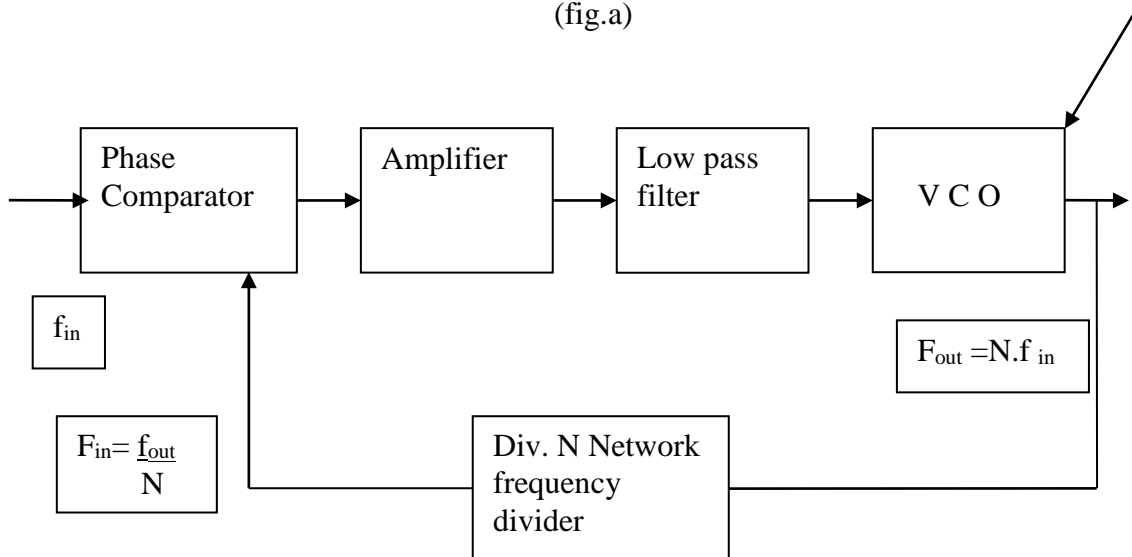 (fig.a)
Phase
Comparator
Amplifier
Low pass
filter
V C O
fin
Fout =N.f in
Fin= fout
N
Div. N Network
frequency
divider